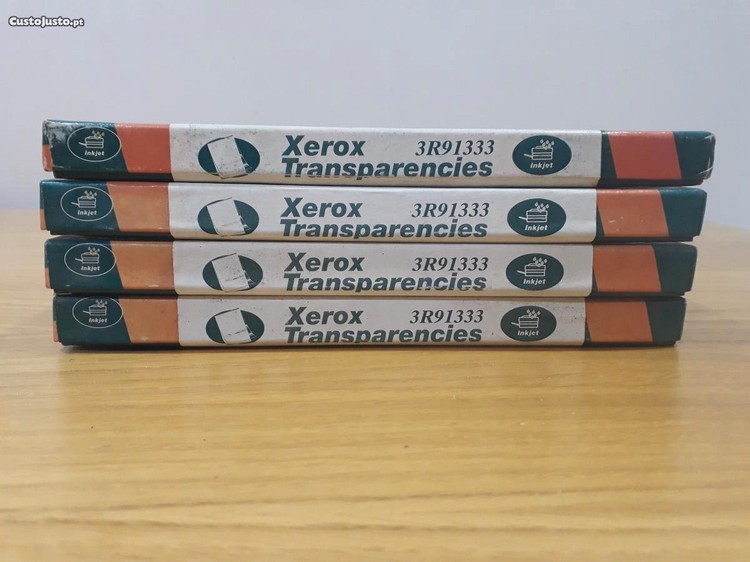 CustoJusto.pt
Inkjet
Xerox 3R91333
Transparencies
Inkjet
Inkjet
Xerox 3R91333
Transparencies
Inkjet
Inkjet
Xerox 3R91333
Transparencies
Inkjet
Inkjet
Xerox 3R91333
Transparencies
Inkjet